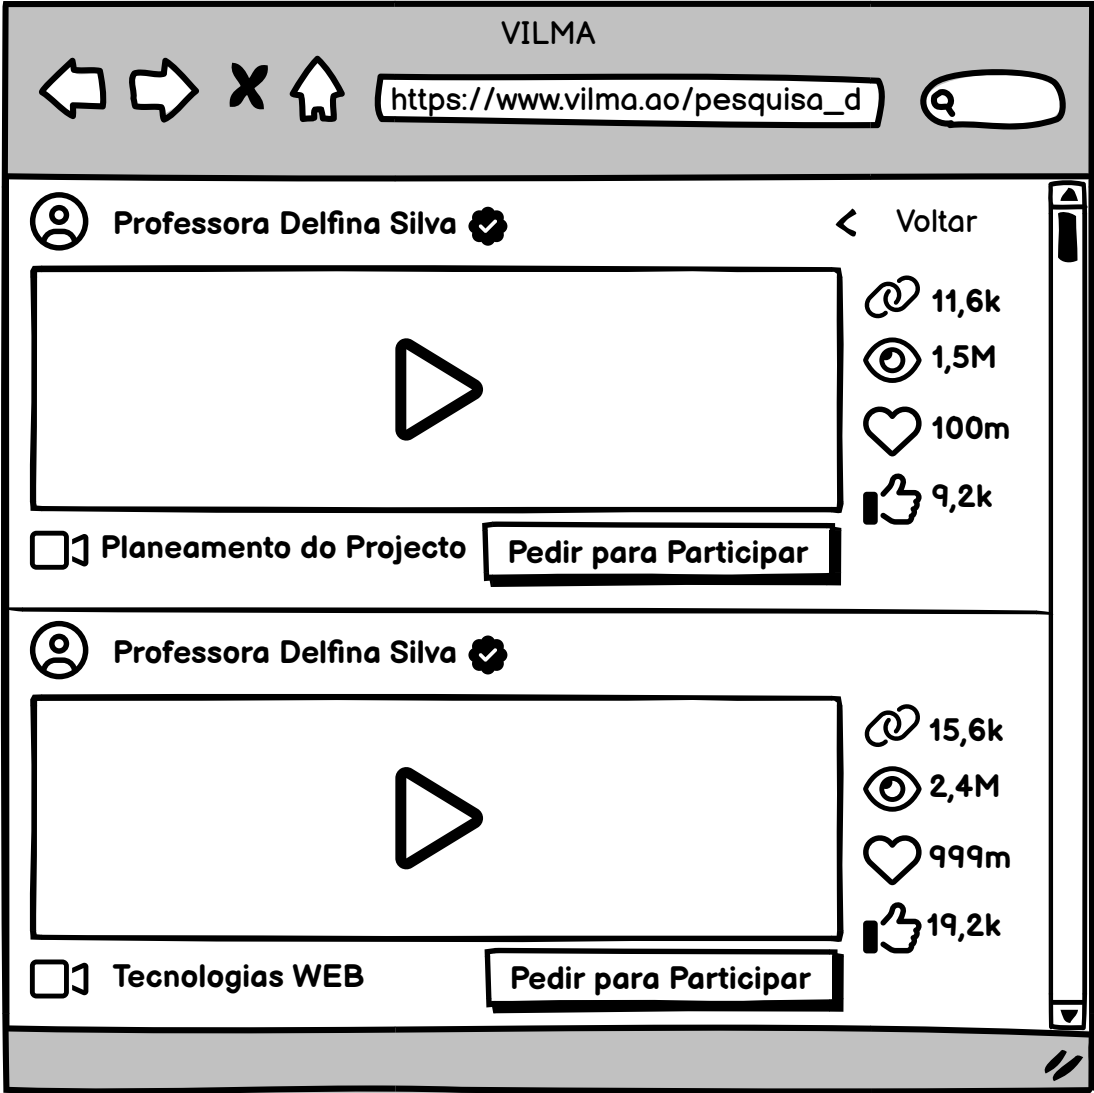 VILMA
https://www.vilma.ao/pesquisa_d
Professora Delfina Silva
Voltar
11,6k
1,5M
100m
9,2k
Planeamento do Projecto
Pedir para Participar
Professora Delfina Silva
15,6k
2,4M
999m
19,2k
Tecnologias WEB
Pedir para Participar